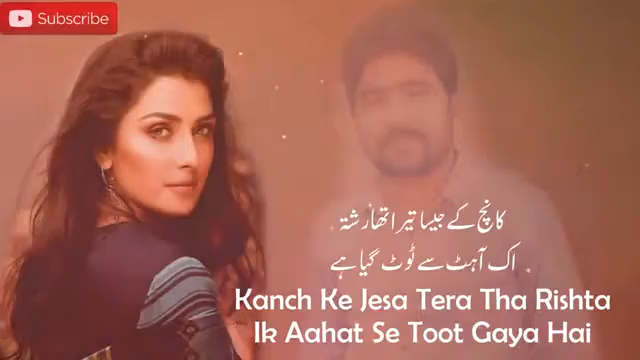 Subscribe
کانچ کے جیسا تیرا تھا رشتہ
اک آہٹ سے ٹوٹ گیا ہے
Kanch Ke Jesa Tera Tha Rishta
Ik Aahat Se Toot Gaya Hai